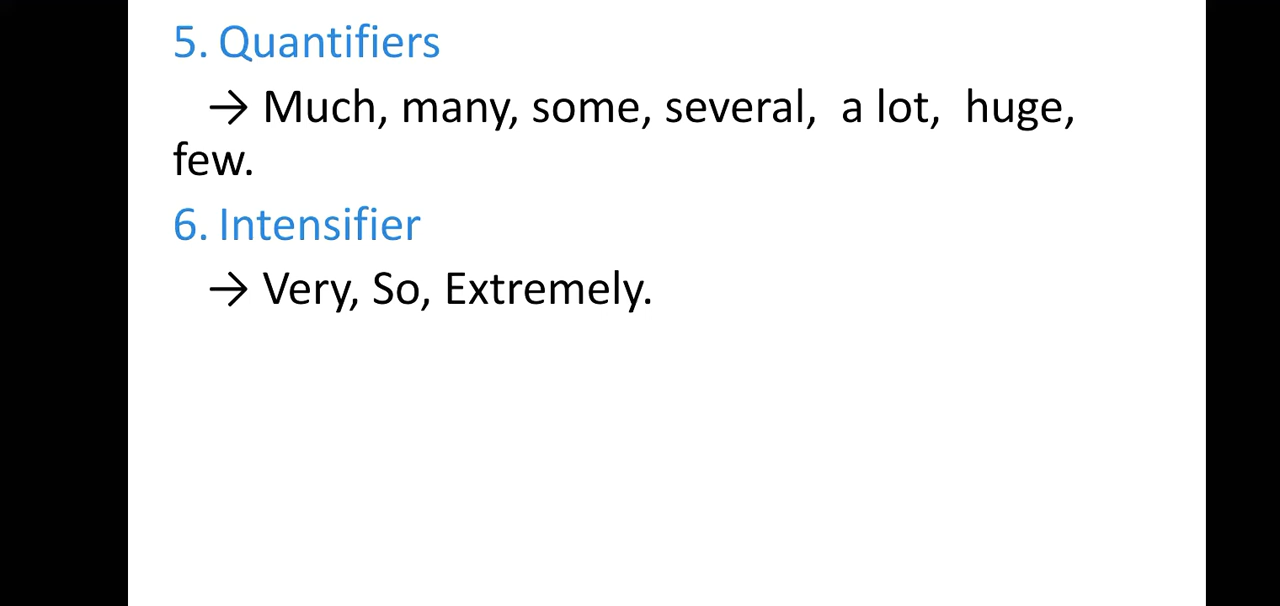 5. Quantifiers
→ Much, many, some, several, a lot, huge,
few.
6. Intensifier
→ Very, So, Extremely.